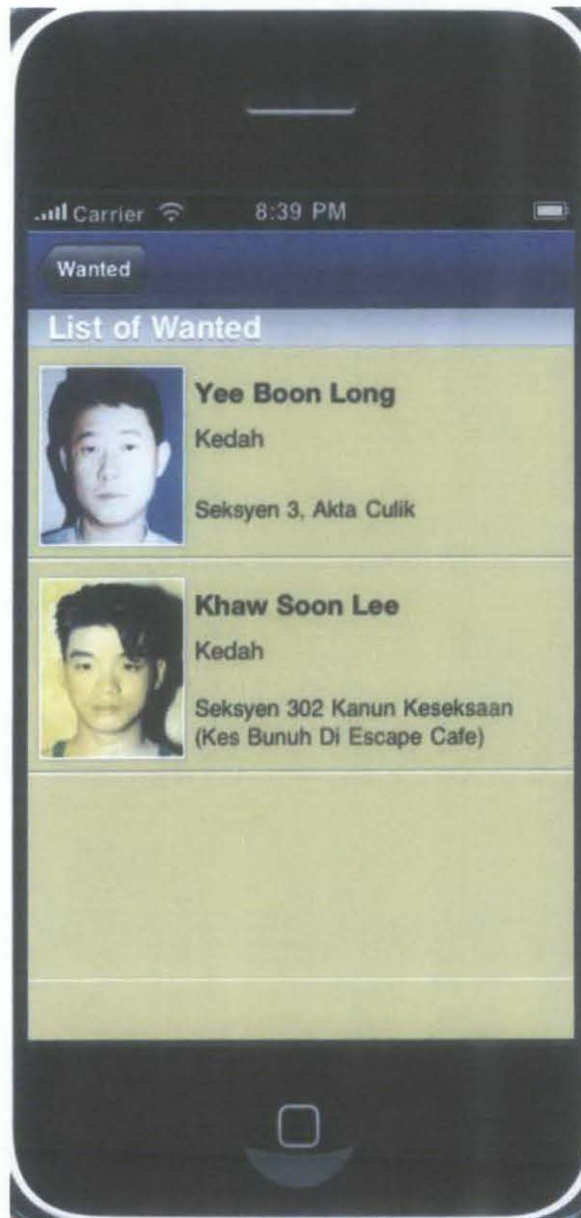 Carrier 8:39 PM
Wanted
List of Wanted
Yee Boon Long
Kedah
Seksyen 3, Akta Culik
Khaw Soon Lee
Kedah
Seksyen 302 Kanun Keseksaan
(Kes Bunuh Di Escape Cafe)